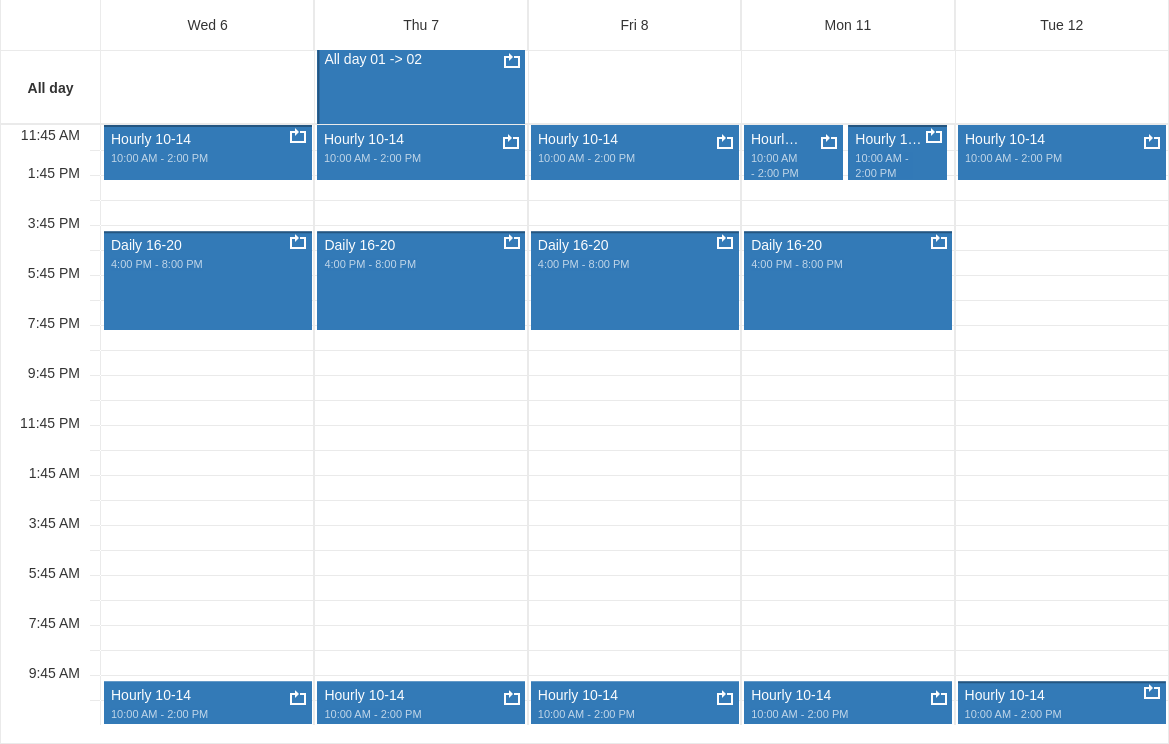 Wed 6
Thu 7
Fri 8
Mon 11
Tue 12
All day
All day 01 -> 02
11:45 AM
Hourly 10-14
10:00 AM - 2:00 PM
Hourly 10-14
10:00 AM - 2:00 PM
Hourly 10-14
10:00 AM - 2:00 PM
Hourl…
10:00 AM
- 2:00 PM
Hourly 1…
10:00 AM -
2:00 PM
Hourly 10-14
10:00 AM - 2:00 PM
1:45 PM
3:45 PM
Daily 16-20
4:00 PM - 8:00 PM
Daily 16-20
4:00 PM - 8:00 PM
Daily 16-20
4:00 PM - 8:00 PM
Daily 16-20
4:00 PM - 8:00 PM
5:45 PM
7:45 PM
9:45 PM
11:45 PM
1:45 AM
3:45 AM
5:45 AM
7:45 AM
9:45 AM
Hourly 10-14
10:00 AM - 2:00 PM
Hourly 10-14
10:00 AM - 2:00 PM
Hourly 10-14
10:00 AM - 2:00 PM
Hourly 10-14
10:00 AM - 2:00 PM
Hourly 10-14
10:00 AM - 2:00 PM